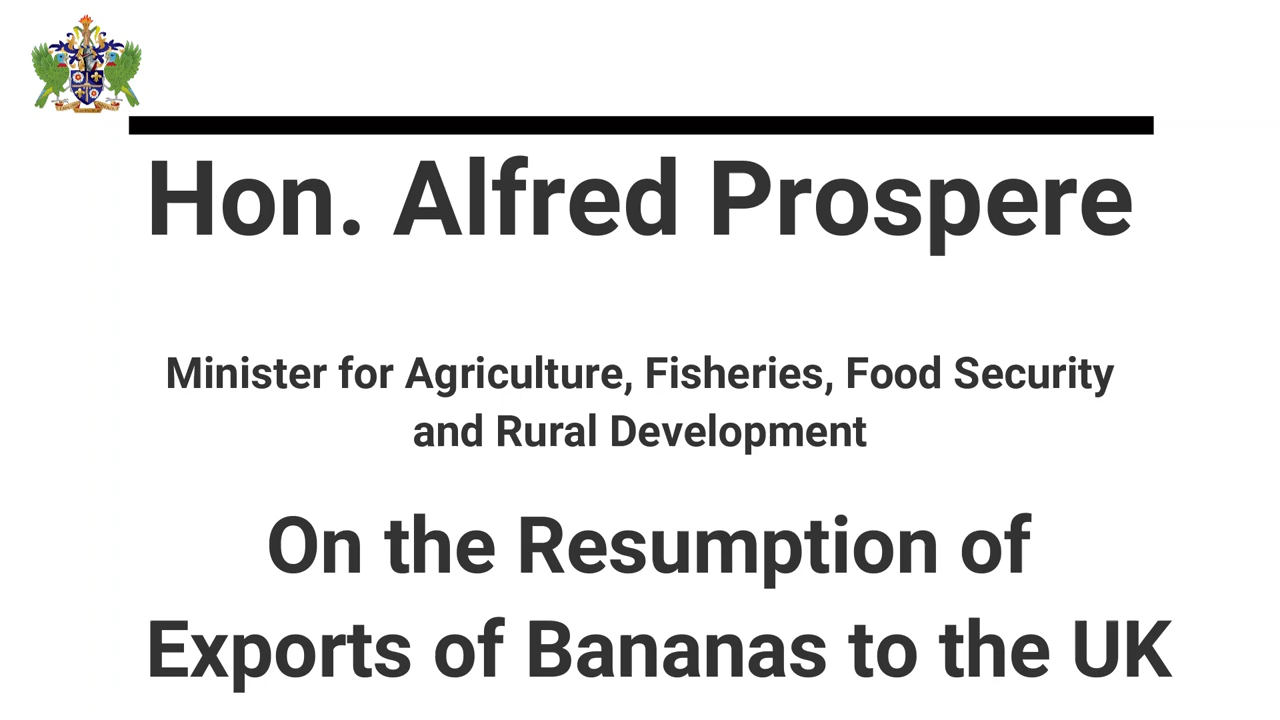 Hon. Alfred Prospere
Minister for Agriculture, Fisheries, Food Security
and Rural Development
On the Resumption of
Exports of Bananas to the UK